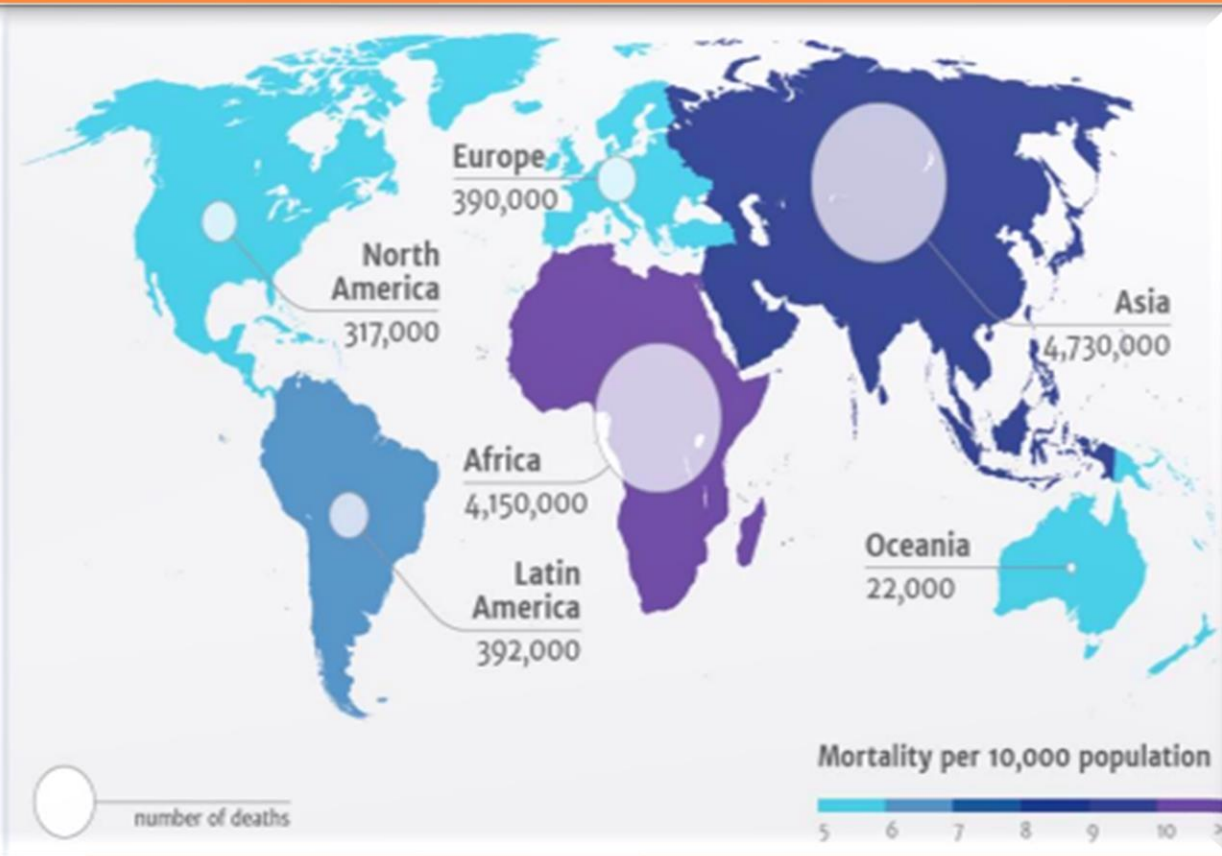 Europe
390,000
North
America
317,000
Asia
4,730,000
Africa
4,150,000
Oceania
22,000
Latin
America
392,000
Mortality per 10,000 population
number of deaths
5 6 7 8 9 10